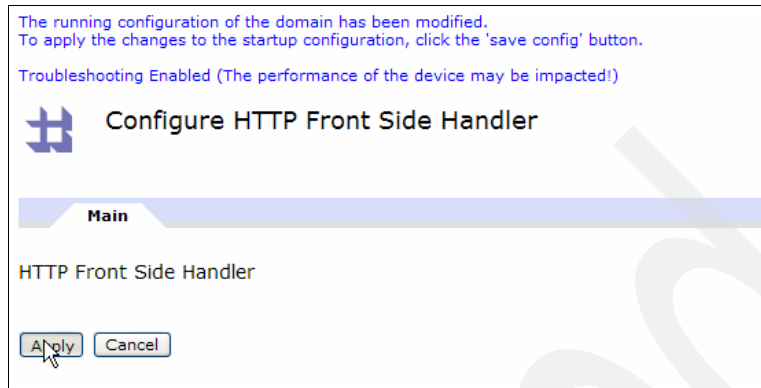 The running configuration of the domain has been modified.
To apply the changes to the startup configuration, click the 'save config' button.
Troubleshooting Enabled (The performance of the device may be impacted!)
Configure HTTP Front Side Handler
Main
HTTP Front Side Handler
Apply Cancel